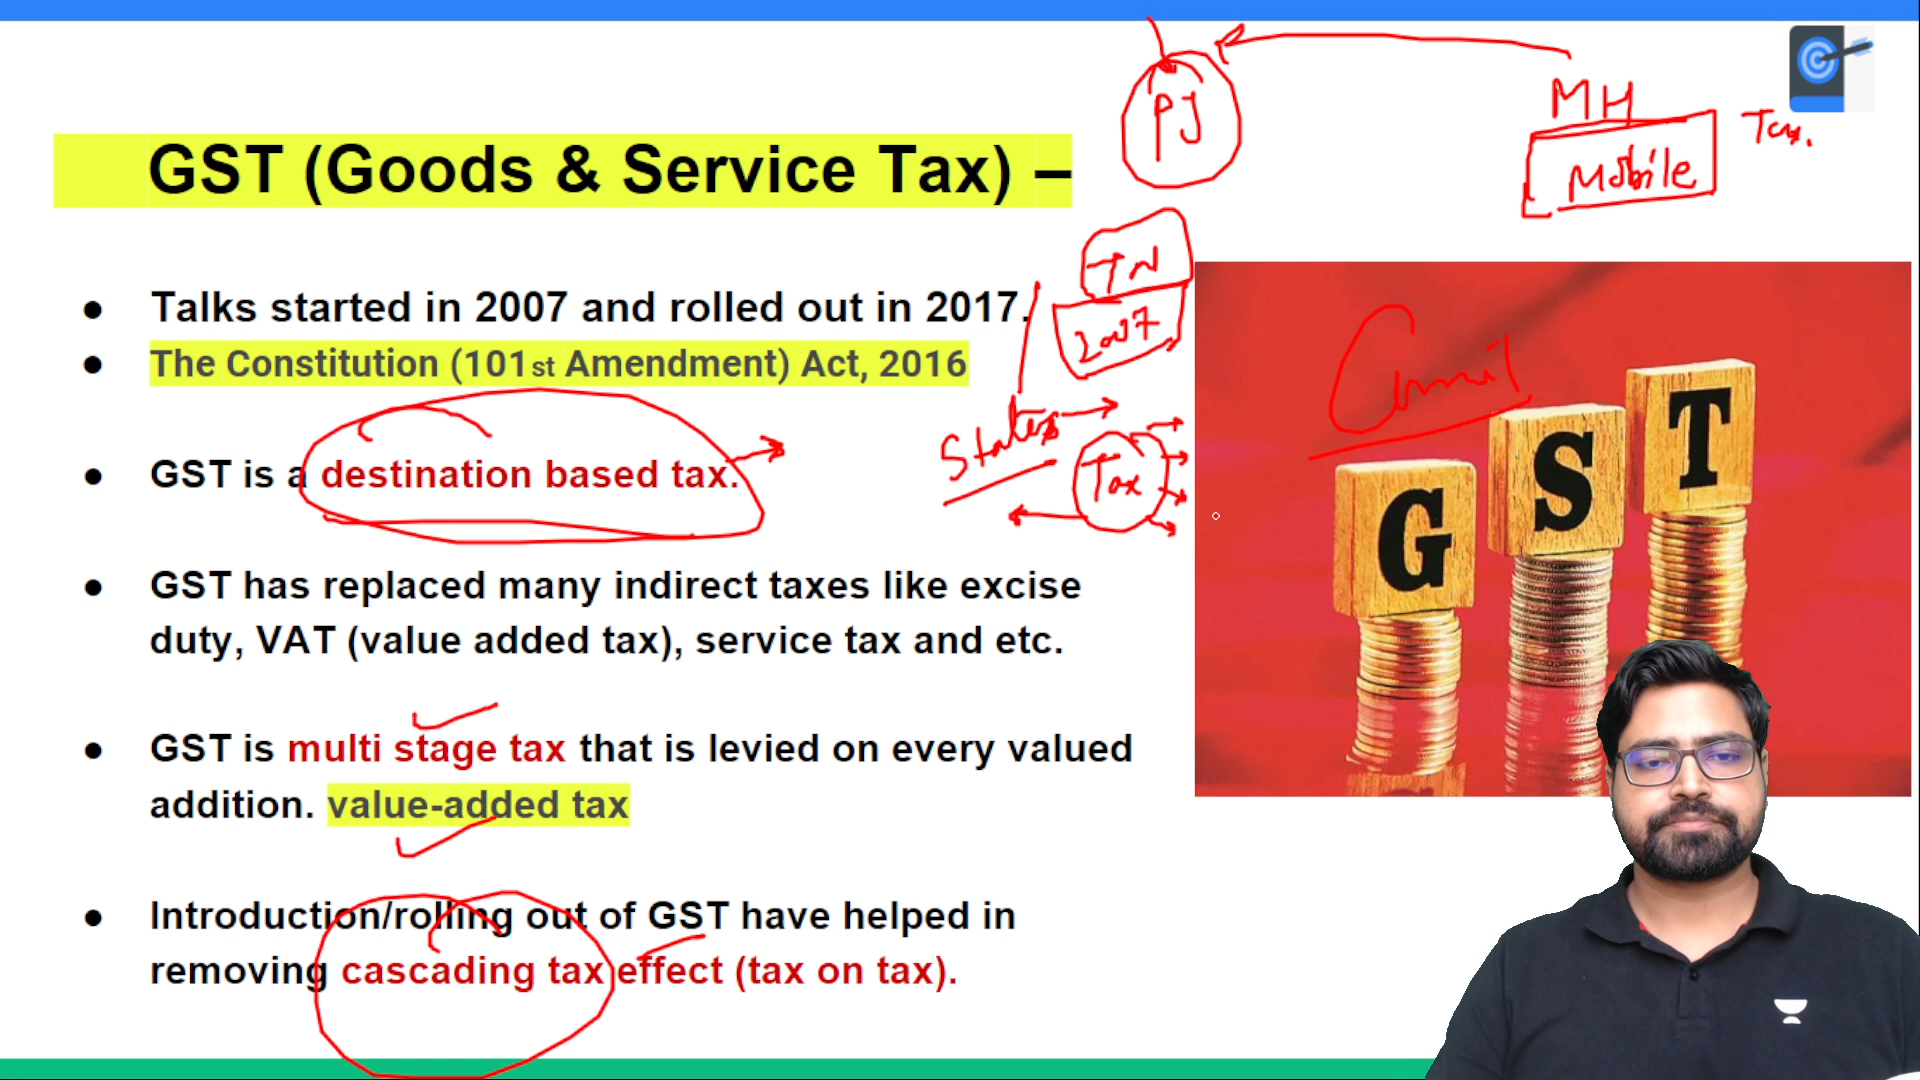 PJ
MH
Mobile
Tax.
GST (Goods & Service Tax) –
TN
2007
● Talks started in 2007 and rolled out in 2017.
● The Constitution (101st Amendment) Act, 2016
States
Tax
● GST is a destination based tax.
● GST has replaced many indirect taxes like excise
duty, VAT (value added tax), service tax and etc.
● GST is multi stage tax that is levied on every valued
addition. value-added tax
● Introduction/rolling out of GST have helped in
removing cascading tax effect (tax on tax).
G S T